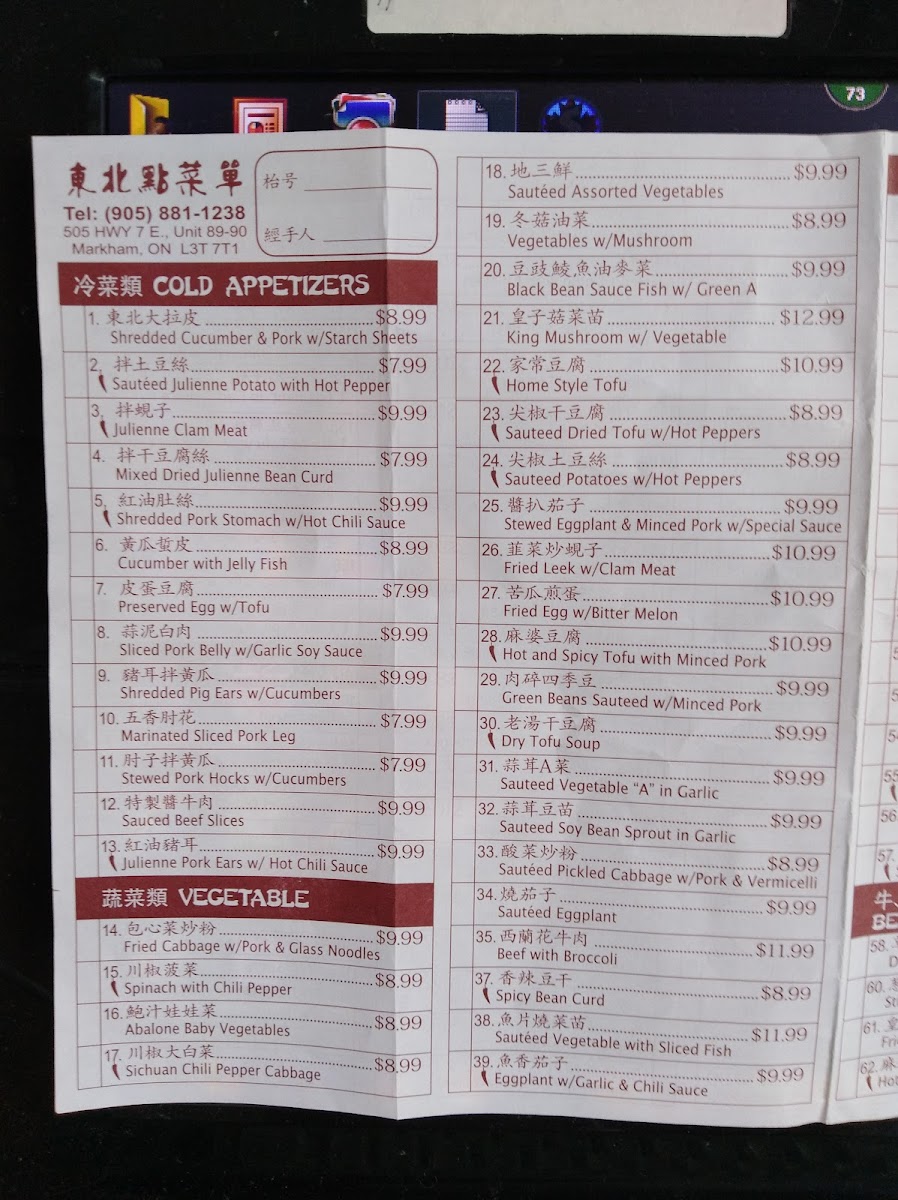 73
東北點菜單
Tel: (905) 881-1238
505 HWY 7 E., Unit 89-90
Markham, ON L3T 7T1
枱号
經手人
冷菜類 COLD APPETIZERS
1. 東北大拉皮 $8.99
Shredded Cucumber & Pork w/Starch Sheets
2. 拌土豆絲 $7.99
Sautéed Julienne Potato with Hot Pepper
3. 拌蜆子 $9.99
Julienne Clam Meat
4. 拌干豆腐絲 $7.99
Mixed Dried Julienne Bean Curd
5. 紅油肚絲 $9.99
Shredded Pork Stomach w/Hot Chili Sauce
6. 黃瓜蜇皮 $8.99
Cucumber with Jelly Fish
7. 皮蛋豆腐 $7.99
Preserved Egg w/Tofu
8. 蒜泥白肉 $9.99
Sliced Pork Belly w/Garlic Soy Sauce
9. 豬耳拌黃瓜 $9.99
Shredded Pig Ears w/Cucumbers
10. 五香肘花 $7.99
Marinated Sliced Pork Leg
11. 肘子拌黃瓜 $7.99
Stewed Pork Hocks w/Cucumbers
12. 特製醬牛肉 $9.99
Sauced Beef Slices
13. 紅油豬耳 $9.99
Julienne Pork Ears w/ Hot Chili Sauce
蔬菜類 VEGETABLE
14. 包心菜炒粉 $9.99
Fried Cabbage w/Pork & Glass Noodles
15. 川椒菠菜 $8.99
Spinach with Chili Pepper
16. 鮑汁娃娃菜 $8.99
Abalone Baby Vegetables
17. 川椒大白菜 $8.99
Sichuan Chili Pepper Cabbage
18. 地三鮮 $9.99
Sautéed Assorted Vegetables
19. 冬菇油菜 $8.99
Vegetables w/Mushroom
20. 豆豉鯪魚油麥菜 $9.99
Black Bean Sauce Fish w/ Green A
21. 皇子菇菜苗 $12.99
King Mushroom w/ Vegetable
22. 家常豆腐 $10.99
Home Style Tofu
23. 尖椒干豆腐 $8.99
Sauteed Dried Tofu w/Hot Peppers
24. 尖椒土豆絲 $8.99
Sauteed Potatoes w/Hot Peppers
25. 醬扒茄子 $9.99
Stewed Eggplant & Minced Pork w/Special Sauce
26. 韮菜炒蜆子 $10.99
Fried Leek w/Clam Meat
27. 苦瓜煎蛋 $10.99
Fried Egg w/Bitter Melon
28. 麻婆豆腐 $10.99
Hot and Spicy Tofu with Minced Pork
29. 肉碎四季豆 $9.99
Green Beans Sauteed w/Minced Pork
30. 老湯干豆腐 $9.99
Dry Tofu Soup
31. 蒜茸A菜 $9.99
Sauteed Vegetable “A” in Garlic
32. 蒜茸豆苗 $9.99
Sauteed Soy Bean Sprout in Garlic
33. 酸菜炒粉 $8.99
Sautéed Pickled Cabbage w/Pork & Vermicelli
34. 燒茄子 $9.99
Sautéed Eggplant
35. 西蘭花牛肉 $11.99
Beef with Broccoli
37. 香辣豆干 $8.99
Spicy Bean Curd
38. 魚片燒菜苗 $11.99
Sautéed Vegetable with Sliced Fish
39. 魚香茄子 $9.99
Eggplant w/Garlic & Chili Sauce
55
56
57.
牛
BE
58.
60.
St
61. 皇
Fri
62. 麻
Hot